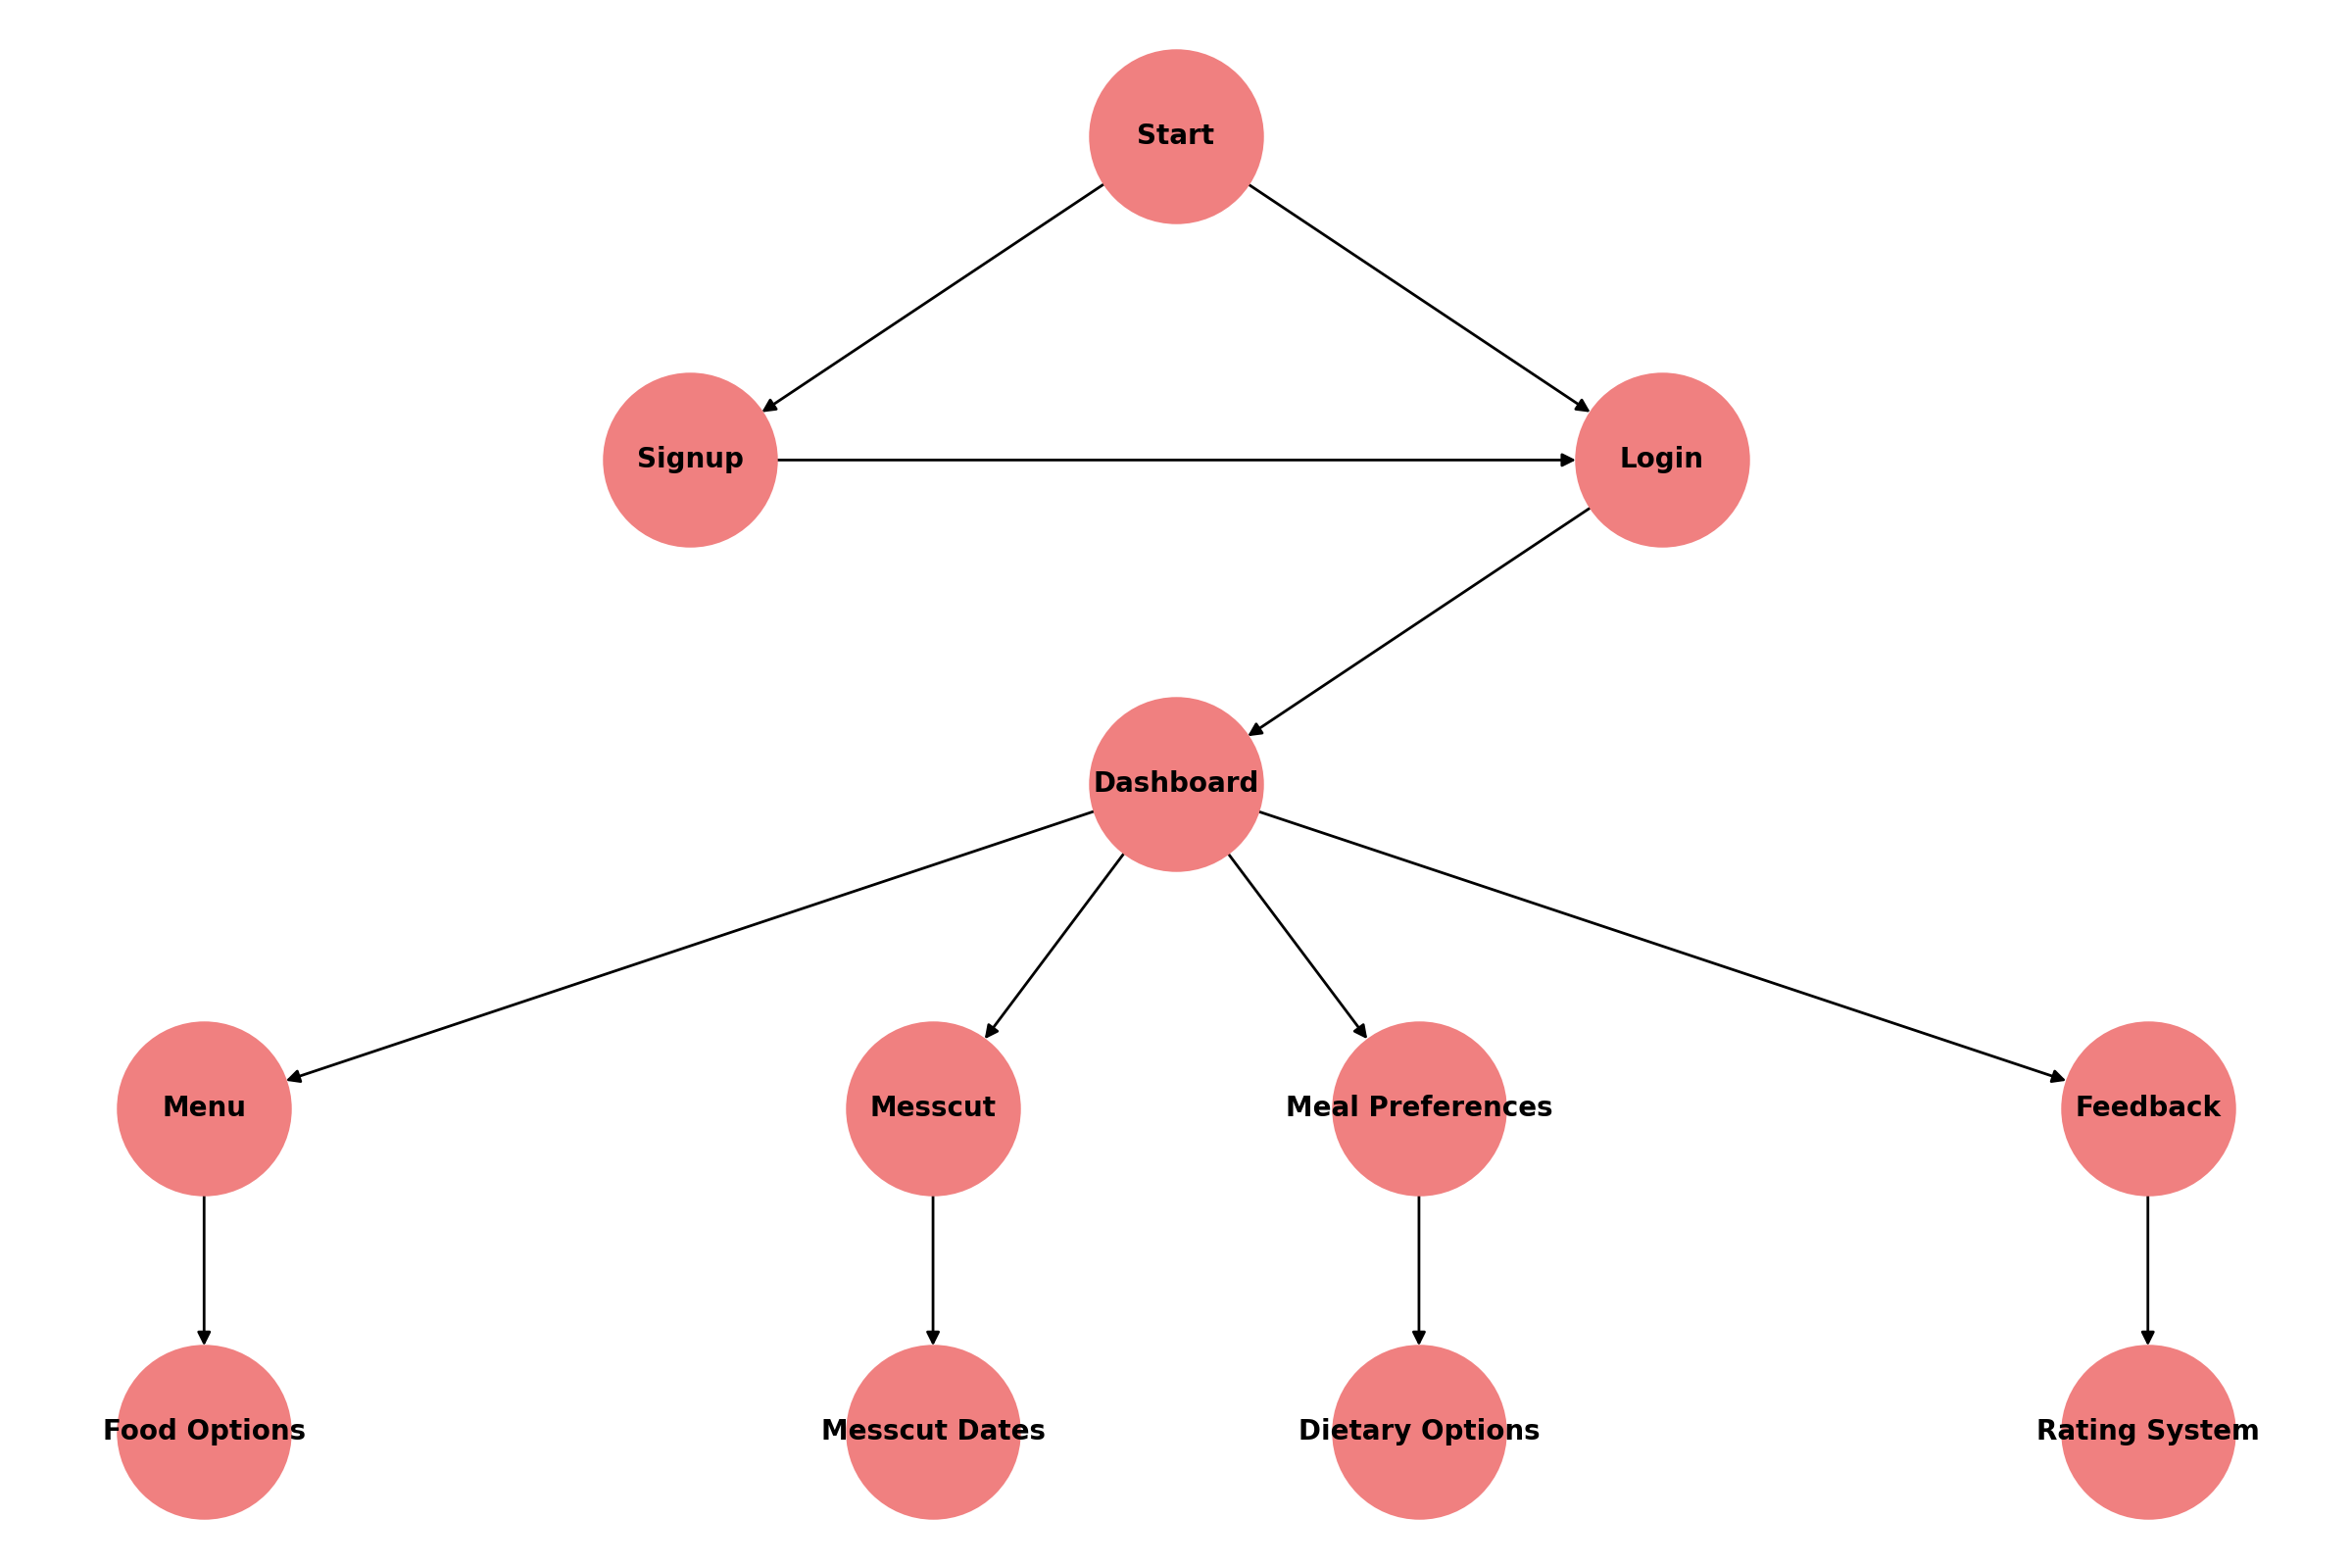 Start
Signup
Login
Dashboard
Menu
Messcut
Meal Preferences
Feedback
Food Options
Messcut Dates
Dietary Options
Rating System